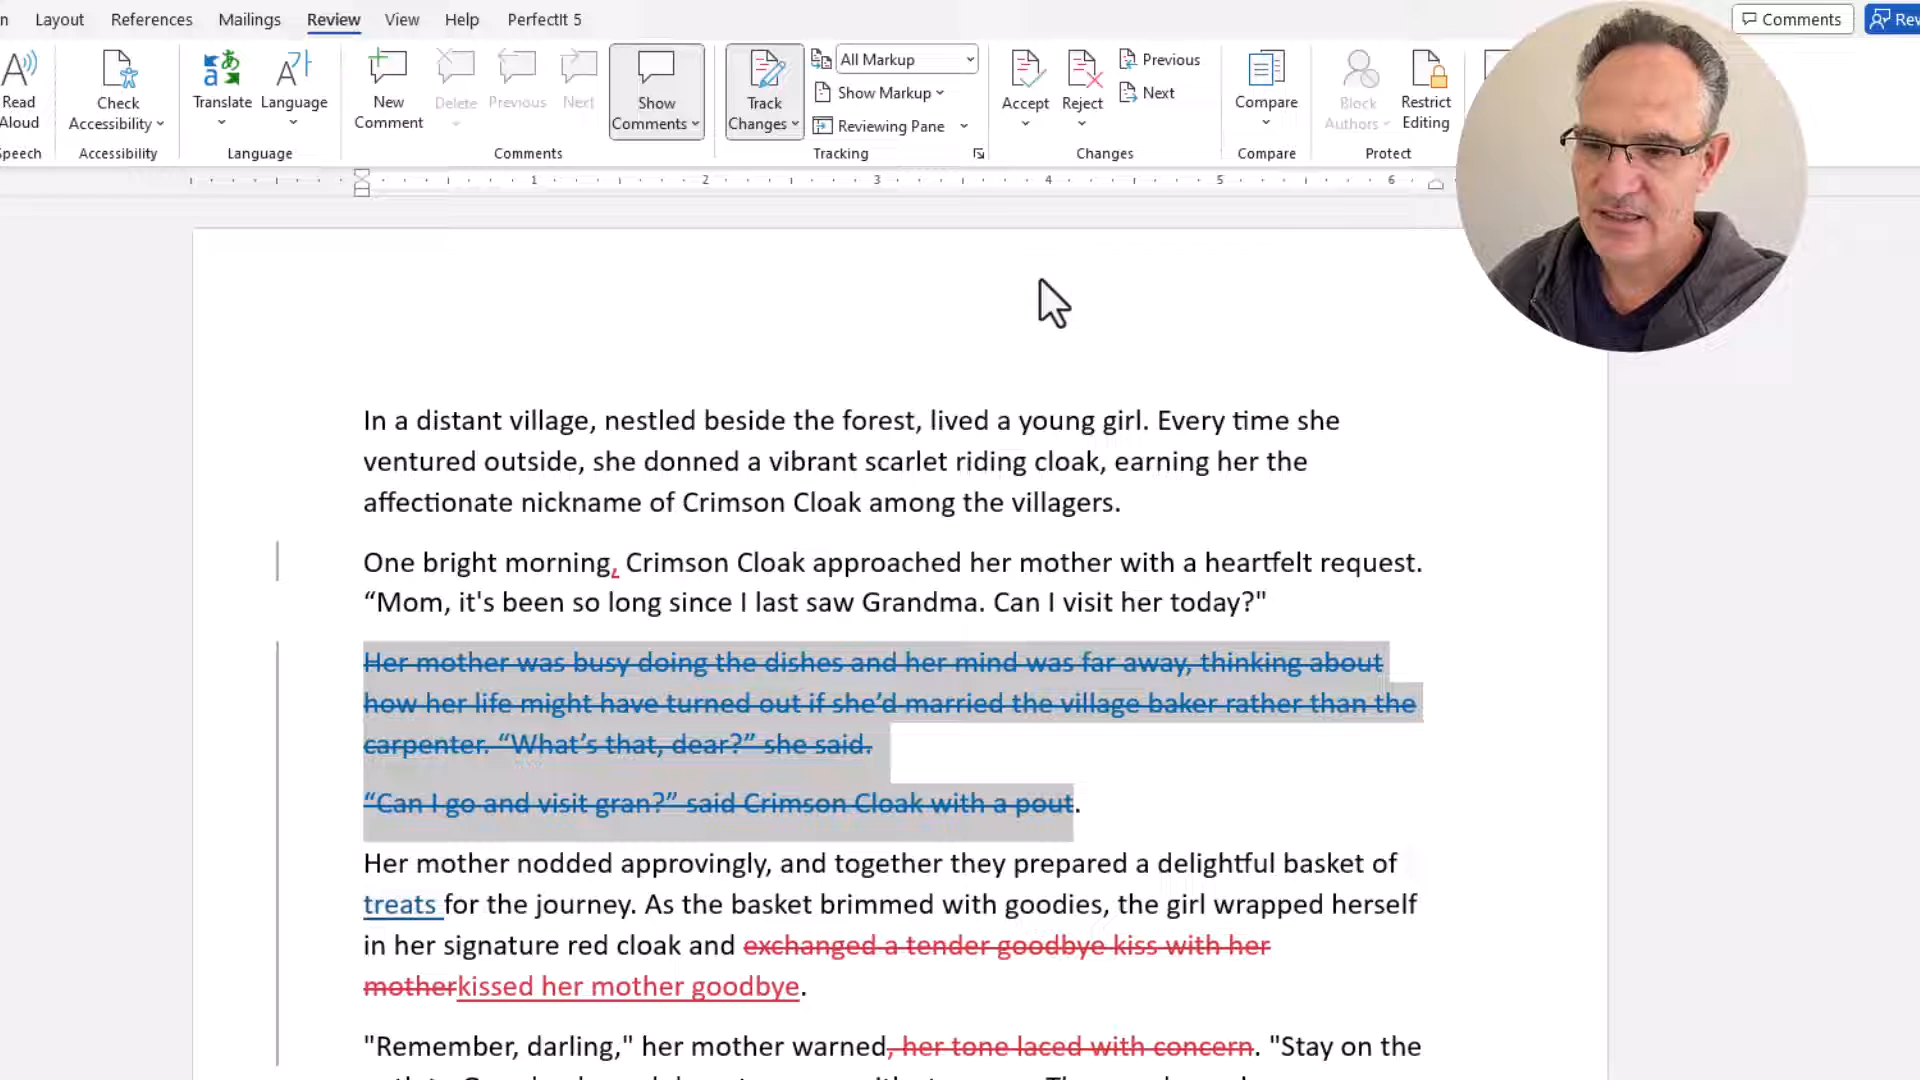 Layout References Mailings Review View Help PerfectIt 5 Comments
Read Aloud
Check Accessibility
Translate
Language
New Comment
Delete
Previous
Next
Show Comments
Track Changes
All Markup
Show Markup
Reviewing Pane
Accept
Reject
Previous
Next
Compare
Block Authors
Restrict Editing
Accessibility Language Comments Tracking Changes Compare Protect
1 2 3 4 5 6
In a distant village, nestled beside the forest, lived a young girl. Every time she
ventured outside, she donned a vibrant scarlet riding cloak, earning her the
affectionate nickname of Crimson Cloak among the villagers.
One bright morning, Crimson Cloak approached her mother with a heartfelt request.
“Mom, it's been so long since I last saw Grandma. Can I visit her today?"
Her mother was busy doing the dishes and her mind was far away, thinking about
how her life might have turned out if she’d married the village baker rather than the
carpenter. “What’s that, dear?” she said.
“Can I go and visit gran?” said Crimson Cloak with a pout.
Her mother nodded approvingly, and together they prepared a delightful basket of
treats for the journey. As the basket brimmed with goodies, the girl wrapped herself
in her signature red cloak and exchanged a tender goodbye kiss with her
motherkissed her mother goodbye.
"Remember, darling," her mother warned, her tone laced with concern. "Stay on the